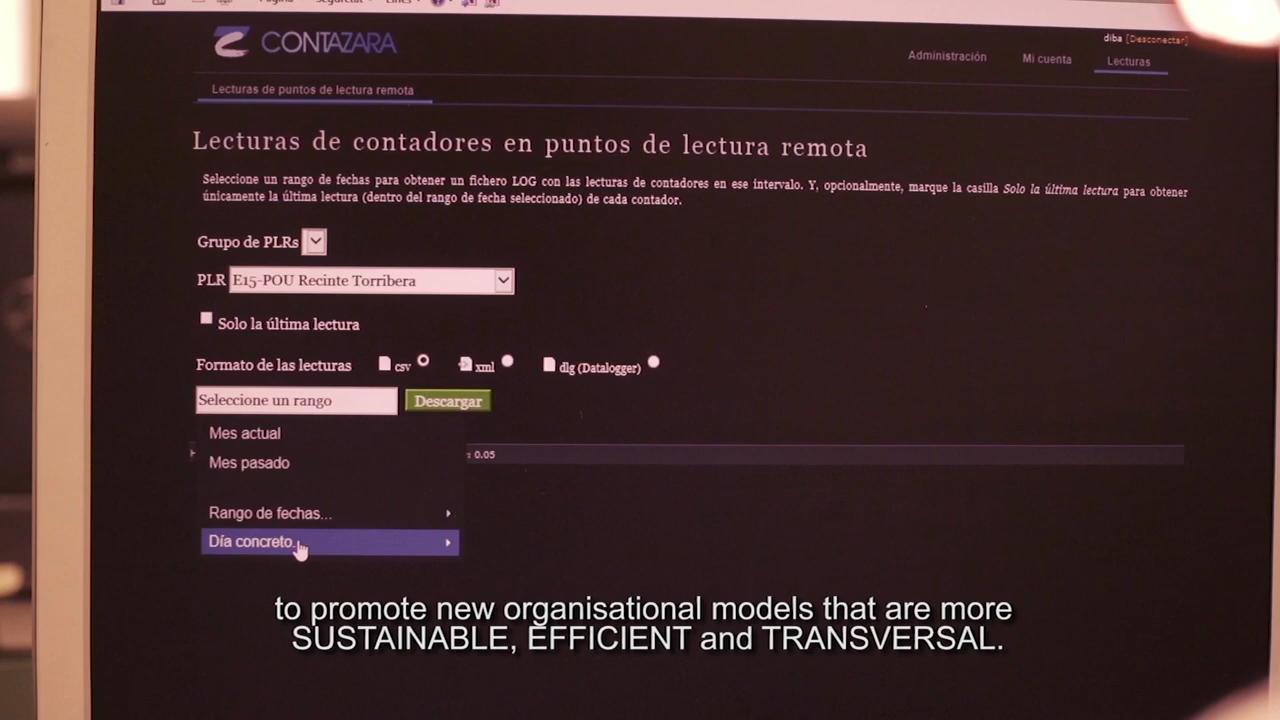 CONTAZARA
diba [Desconectar]
Administración
Mi cuenta
Lecturas
Lecturas de puntos de lectura remota
Lecturas de contadores en puntos de lectura remota
Seleccione un rango de fechas para obtener un fichero LOG con las lecturas de contadores en ese intervalo. Y, opcionalmente, marque la casilla Solo la última lectura para obtener
únicamente la última lectura (dentro del rango de fecha seleccionado) de cada contador.
Grupo de PLRs
PLR E15-POU Recinte Torribera
Solo la última lectura
Formato de las lecturas csv xml dlg (Datalogger)
Seleccione un rango Descargar
Mes actual
: 0.05
Mes pasado
Rango de fechas...
Día concreto..
to promote new organisational models that are more
SUSTAINABLE, EFFICIENT and TRANSVERSAL.